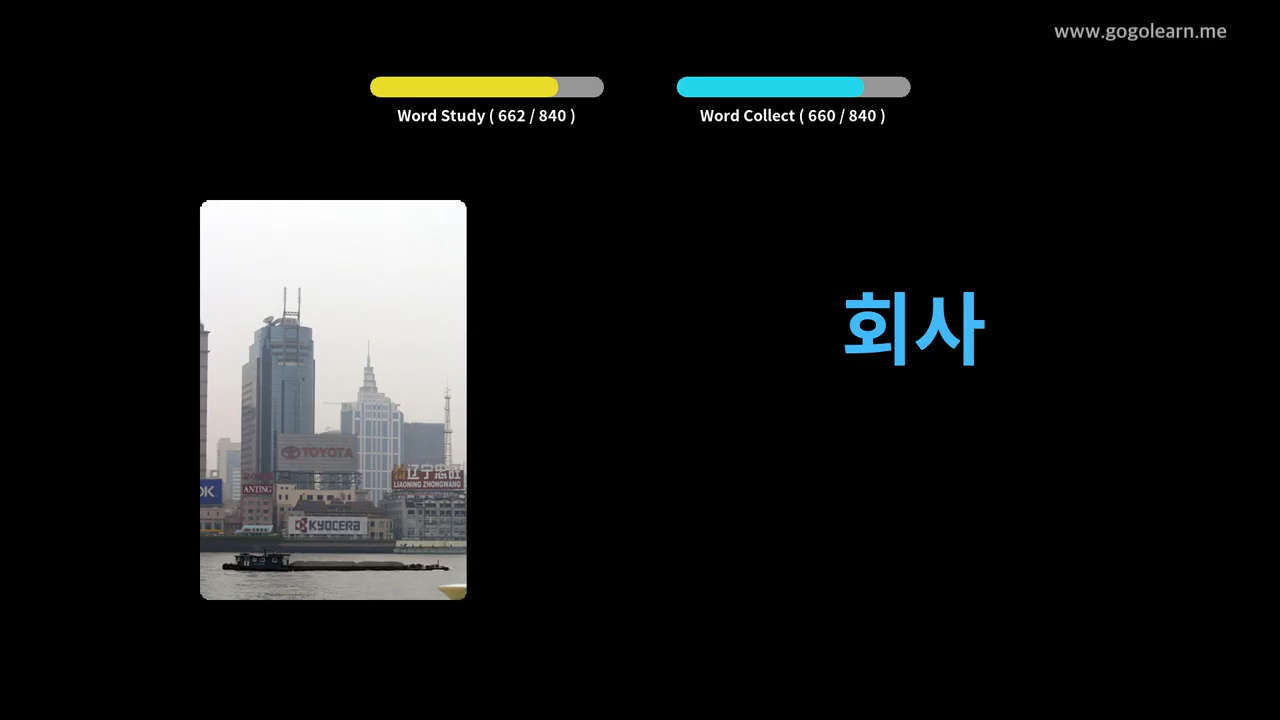 www.gogolearn.me
Word Study ( 662 / 840 )
Word Collect ( 660 / 840 )
회사
TOYOTA
辽宁忠旺
LIAONING ZHONGWANG
OK
ANTING
KYOCERA